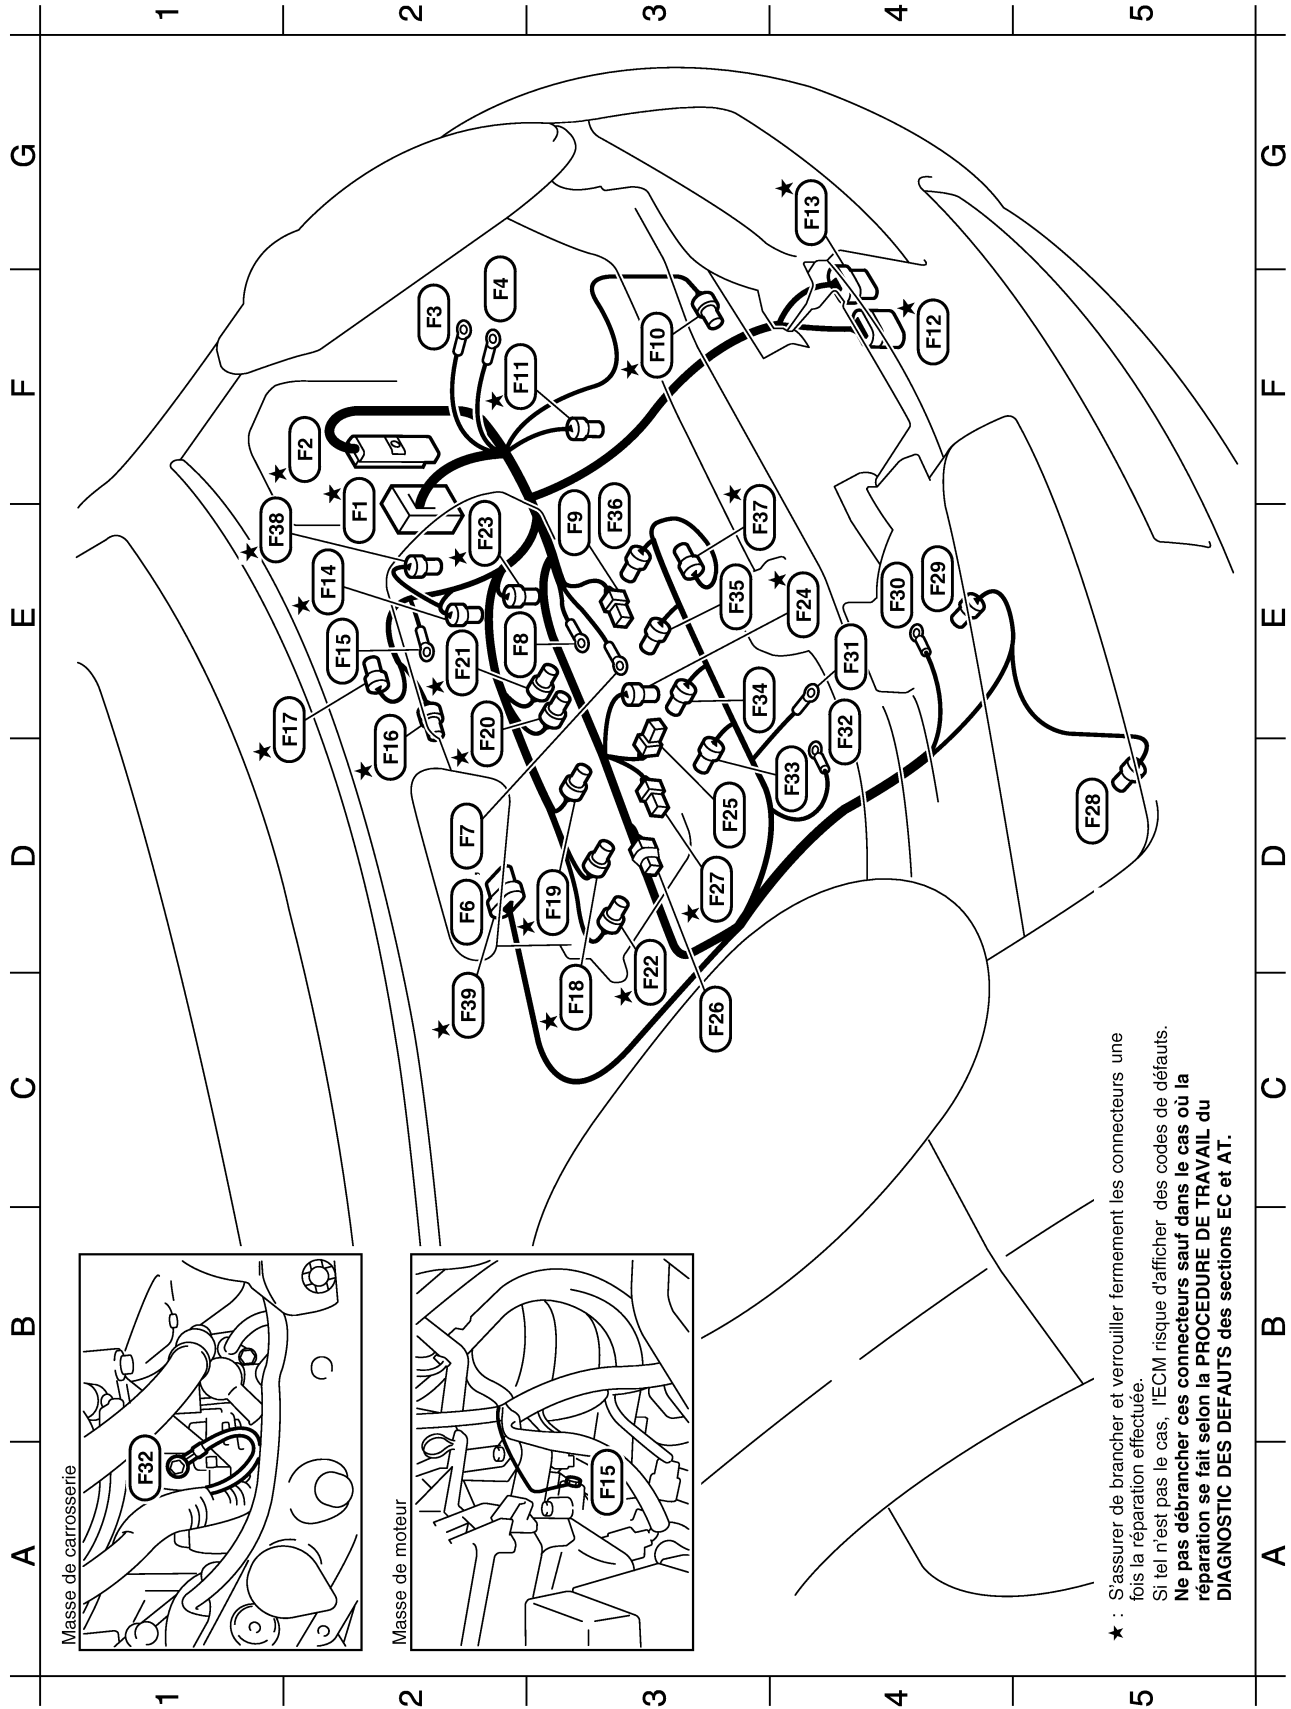 G
F
E
D
C
B
A
1
2
3
4
5
Masse de carrosserie
F32
Masse de moteur
F15
★F2
★F1
F3
F4
★F11
★F10
★F13
★F12
★F38
★F14
F15
★F17
★F16
★F23
★F21
★F20
F8
F9
F36
★F37
F35
★F24
F30
F29
F31
F34
F32
F33
F25
★F27
F28
F7
F6
★F19
★F39
★F18
★F22
F26
★ : S'assurer de brancher et verrouiller fermement les connecteurs une
fois la réparation effectuée.
Si tel n'est pas le cas, l'ECM risque d'afficher des codes de défauts.
Ne pas débrancher ces connecteurs sauf dans le cas où la
réparation se fait selon la PROCEDURE DE TRAVAIL du
DIAGNOSTIC DES DEFAUTS des sections EC et AT.
1
2
3
4
5
G
F
E
D
C
B
A